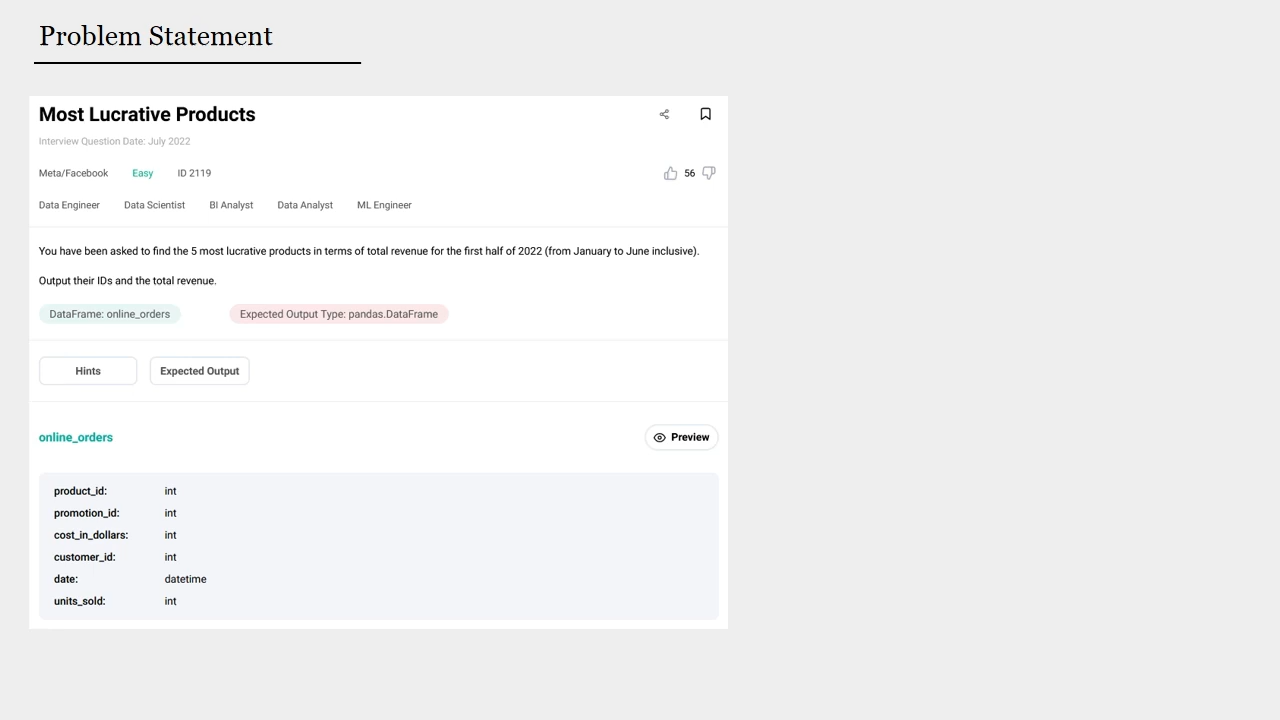 Problem Statement
Most Lucrative Products
Interview Question Date: July 2022
Meta/Facebook Easy ID 2119
56
Data Engineer Data Scientist BI Analyst Data Analyst ML Engineer
You have been asked to find the 5 most lucrative products in terms of total revenue for the first half of 2022 (from January to June inclusive).
Output their IDs and the total revenue.
DataFrame: online_orders Expected Output Type: pandas.DataFrame
Hints Expected Output
online_orders
Preview
product_id: int
promotion_id: int
cost_in_dollars: int
customer_id: int
date: datetime
units_sold: int